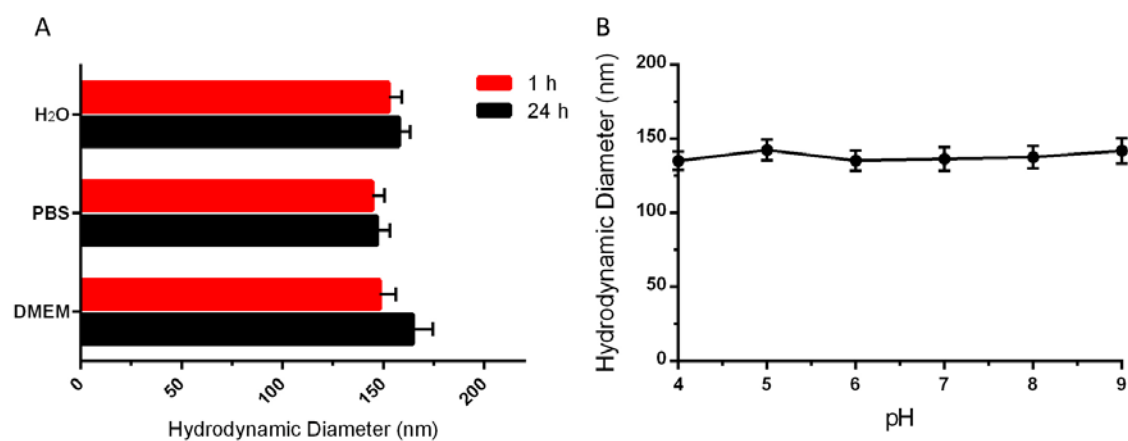 A
H₂O
PBS
DMEM
1 h
24 h
0
50
100
150
200
Hydrodynamic Diameter (nm)
B
Hydrodynamic Diameter (nm)
200
150
100
50
0
4
5
6
7
8
9
pH